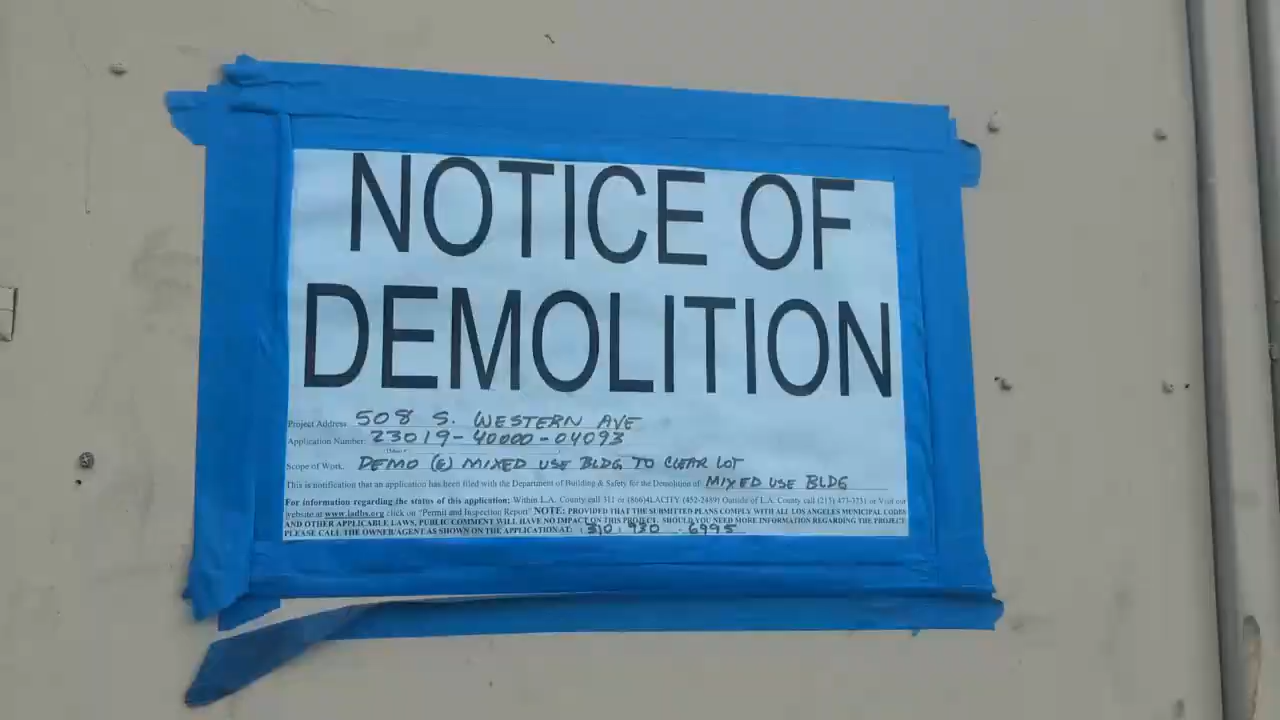 NOTICE OF
DEMOLITION
Project Address: 508 S. WESTERN AVE
Application Number: 23019-40000-04093
Scope of Work: DEMO (E) MIXED USE BLDG TO CLEAR LOT
This is notification that an application has been filed with the Department of Building & Safety for the Demolition of: MIXED USE BLDG
For information regarding the status of this application; Within L.A. County call 311 or (866)4LACITY (452-2489) Outside of L.A. County call (213) 473-3231 or Visit our
website at www.ladbs.org click on "Permit and Inspection Report" NOTE: PROVIDED THAT THE SUBMITTED PLANS COMPLY WITH ALL LOS ANGELES MUNICIPAL CODES
AND OTHER APPLICABLE LAWS, PUBLIC COMMENT WILL HAVE NO IMPACT ON THIS PROJECT. SHOULD YOU NEED MORE INFORMATION REGARDING THE PROJECT
PLEASE CALL THE OWNER/AGENT AS SHOWN ON THE APPLICATION AT: 310 930 - 6995